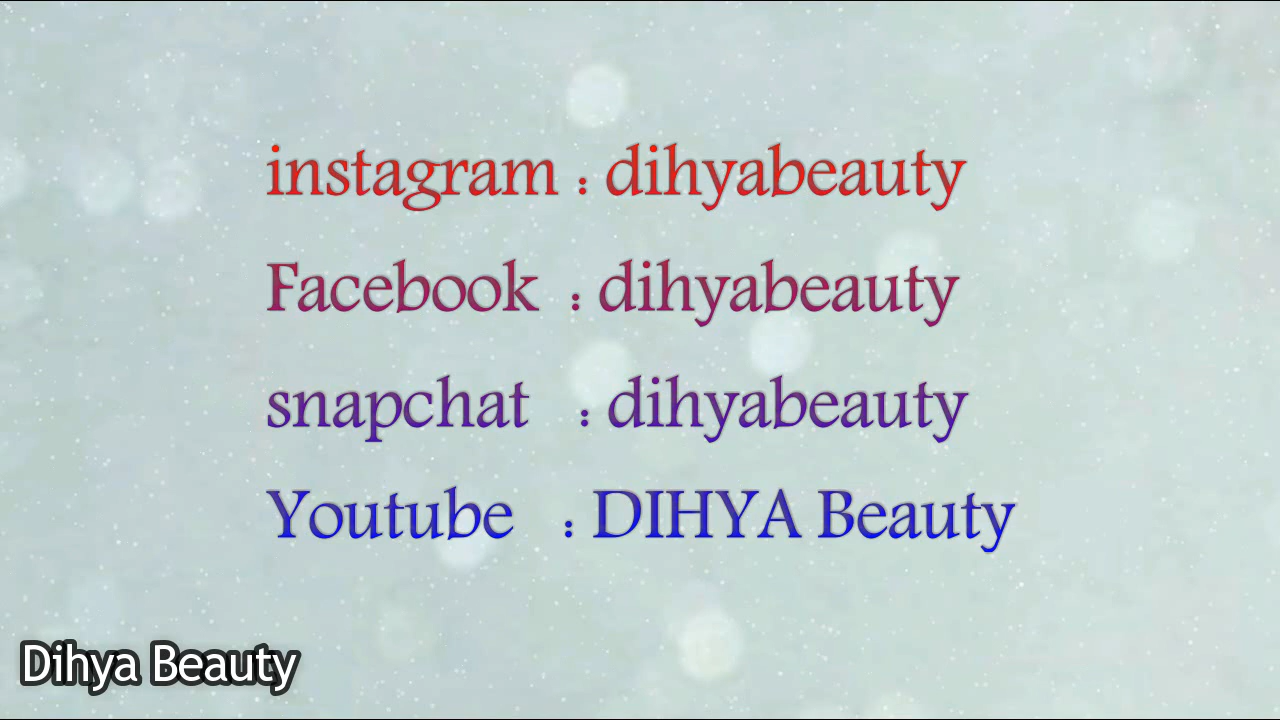 instagram : dihyabeauty
Facebook : dihyabeauty
snapchat : dihyabeauty
Youtube : DIHYA Beauty
Dihya Beauty